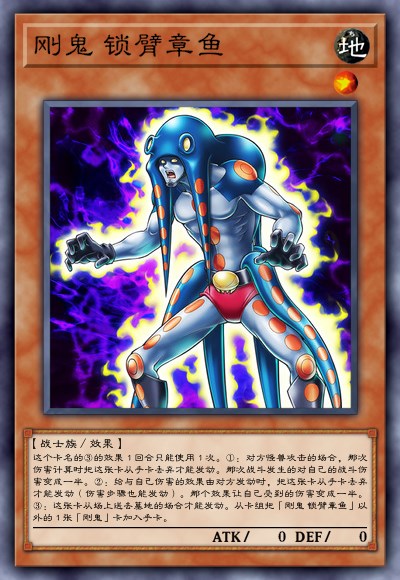 刚鬼 锁臂章鱼
地
【战士族/效果】
这个卡名的③的效果1回合只能使用1次。①：对方怪兽攻击的场合，那次
伤害计算时把这张卡从手卡丢弃才能发动。那次战斗发生的对自己的战斗伤
害变成一半。②：给与自己伤害的效果由对方发动时，把这张卡从手卡丢弃
才能发动（伤害步骤也能发动）。那个效果让自己受到的伤害变成一半。
③：这张卡从场上送去墓地的场合才能发动。从卡组把「刚鬼 锁臂章鱼」以
外的1张「刚鬼」卡加入手卡。
ATK/ 0 DEF/ 0